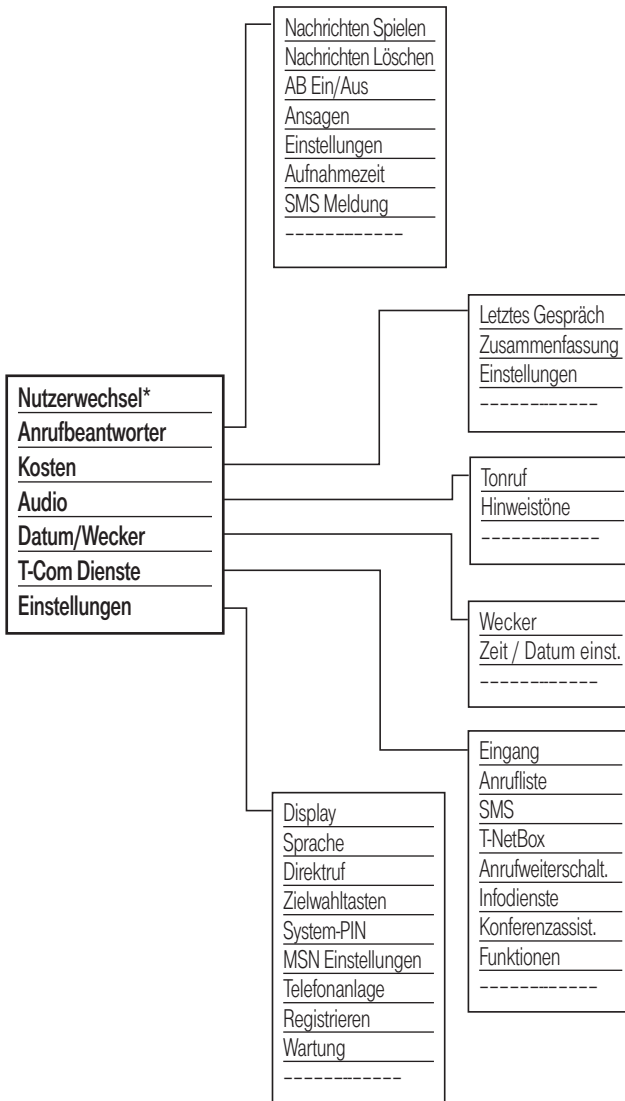 Nachrichten Spielen
Nachrichten Löschen
AB Ein/Aus
Ansagen
Einstellungen
Aufnahmezeit
SMS Meldung
------------
Letztes Gespräch
Zusammenfassung
Einstellungen
------------
Nutzerwechsel*
Anrufbeantworter
Kosten
Audio
Datum/Wecker
T-Com Dienste
Einstellungen
Tonruf
Hinweistöne
------------
Wecker
Zeit / Datum einst.
------------
Eingang
Anrufliste
SMS
T-NetBox
Anrufweiterschalt.
Infodienste
Konferenzassist.
Funktionen
------------
Display
Sprache
Direktruf
Zielwahltasten
System-PIN
MSN Einstellungen
Telefonanlage
Registrieren
Wartung
------------